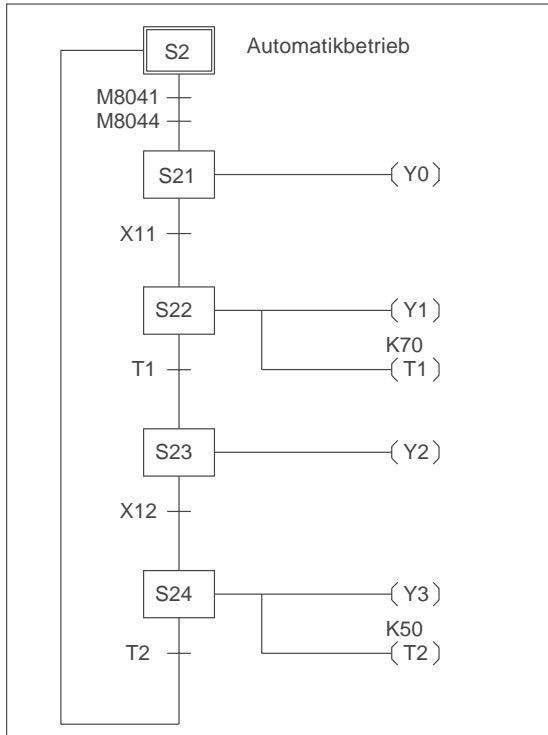 S2 Automatikbetrieb
M8041
M8044
S21 (Y0)
X11
S22 (Y1)
K70
T1 (T1)
S23 (Y2)
X12
S24 (Y3)
K50
T2 (T2)